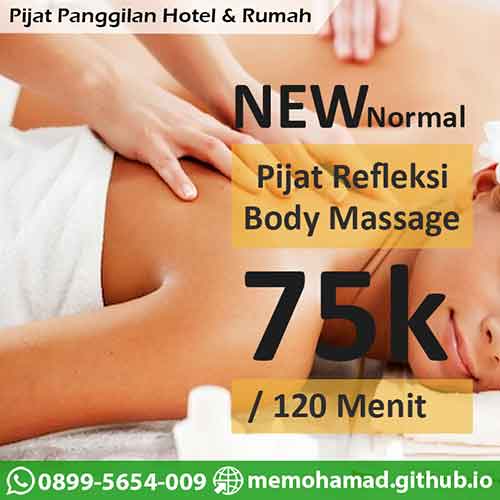 Pijat Panggilan Hotel & Rumah
NEW Normal
Pijat Refleksi
Body Massage
75k
/ 120 Menit
0899-5654-009 memohamad.github.io